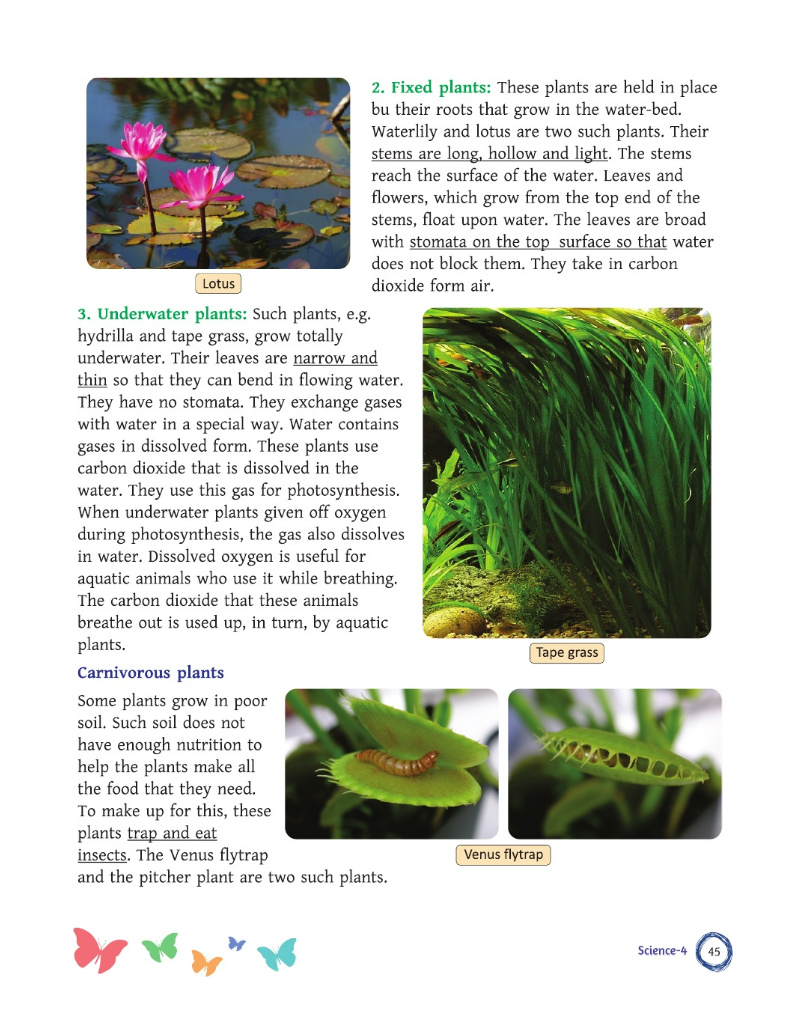 2. Fixed plants: These plants are held in place
bu their roots that grow in the water-bed.
Waterlily and lotus are two such plants. Their
stems are long, hollow and light. The stems
reach the surface of the water. Leaves and
flowers, which grow from the top end of the
stems, float upon water. The leaves are broad
with stomata on the top surface so that water
does not block them. They take in carbon
dioxide form air.
Lotus
3. Underwater plants: Such plants, e.g.
hydrilla and tape grass, grow totally
underwater. Their leaves are narrow and
thin so that they can bend in flowing water.
They have no stomata. They exchange gases
with water in a special way. Water contains
gases in dissolved form. These plants use
carbon dioxide that is dissolved in the
water. They use this gas for photosynthesis.
When underwater plants given off oxygen
during photosynthesis, the gas also dissolves
in water. Dissolved oxygen is useful for
aquatic animals who use it while breathing.
The carbon dioxide that these animals
breathe out is used up, in turn, by aquatic
plants.
Tape grass
Carnivorous plants
Some plants grow in poor
soil. Such soil does not
have enough nutrition to
help the plants make all
the food that they need.
To make up for this, these
plants trap and eat
insects. The Venus flytrap
and the pitcher plant are two such plants.
Venus flytrap
Science-4
45